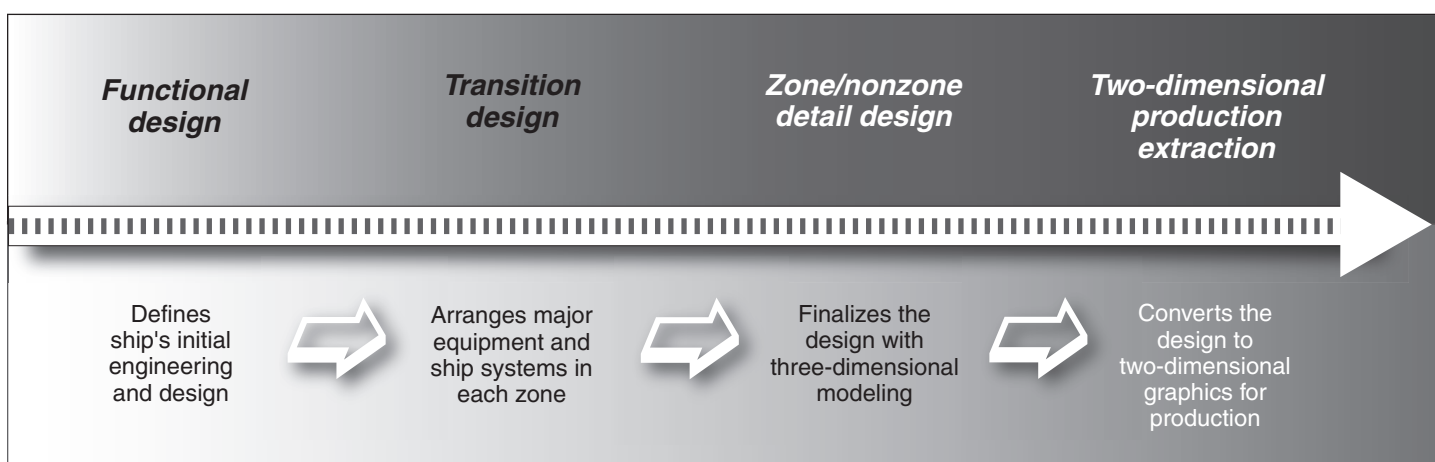 Functional
design
Transition
design
Zone/nonzone
detail design
Two-dimensional
production
extraction
Defines
ship's initial
engineering
and design
Arranges major
equipment and
ship systems in
each zone
Finalizes the
design with
three-dimensional
modeling
Converts the
design to
two-dimensional
graphics for
production